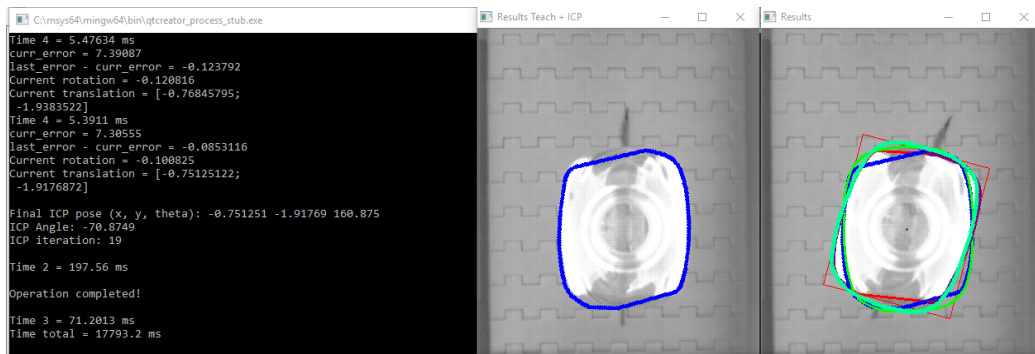 C:\msys64\mingw64\bin\qtcreator_process_stub.exe
Time 4 = 5.47634 ms
curr_error = 7.39087
last_error - curr_error = -0.123792
Current rotation = -0.120816
Current translation = [-0.76845795;
-1.9383522]
Time 4 = 5.3911 ms
curr_error = 7.30555
last_error - curr_error = -0.0853116
Current rotation = -0.100825
Current translation = [-0.75125122;
-1.9176872]
Final ICP pose (x, y, theta): -0.751251 -1.91769 160.875
ICP Angle: -70.8749
ICP iteration: 19
Time 2 = 197.56 ms
Operation completed!
Time 3 = 71.2013 ms
Time total = 17793.2 ms
Results Teach + ICP
Results